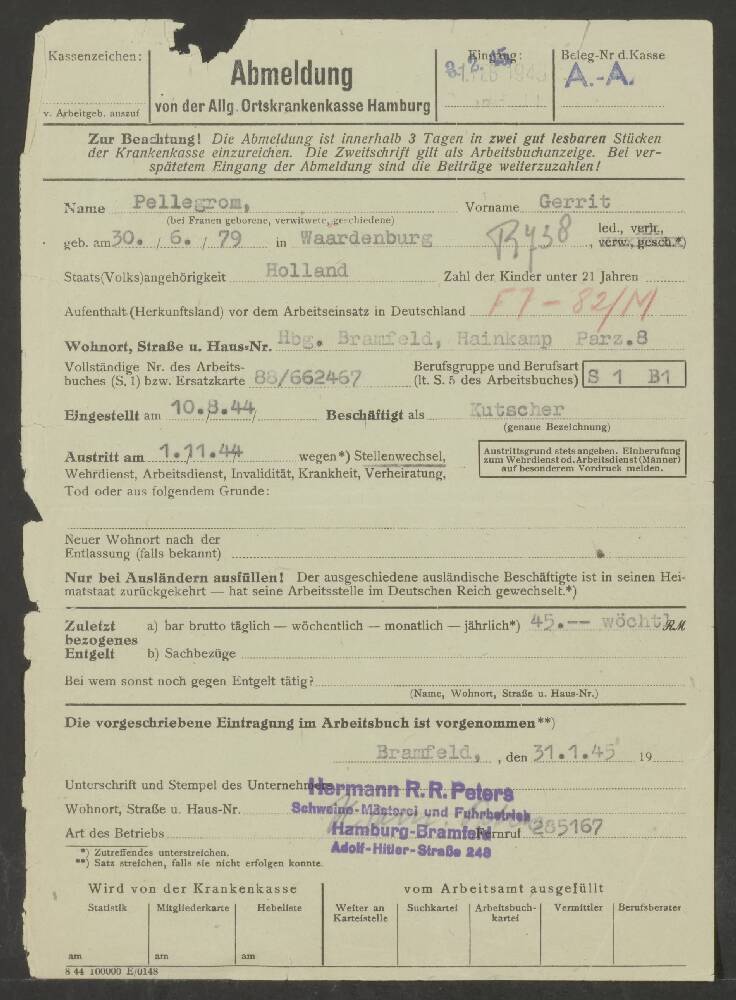 Kassenzeichen:
v. Arbeitgeb. auszuf
Abmeldung
von der Allg. Ortskrankenkasse Hamburg
Eingang:
Beleg-Nr d. Kasse
A.-A.
Zur Beachtung! Die Abmeldung ist innerhalb 3 Tagen in zwei gut lesbaren Stücken
der Krankenkasse einzureichen. Die Zweitschrift gilt als Arbeitsbuchanzeige. Bei ver-
spätetem Eingang der Abmeldung sind die Beiträge weiterzuzahlen!
Name Pellegrom, Vorname Gerrit
(bei Frauen geborene, verwitwete, geschiedene)
geb. am 30. / 6. / 79 in Waardenburg , led., verh.,
verw., gesch.*)
Staats(Volks)angehörigkeit Holland Zahl der Kinder unter 21 Jahren
Aufenthalt (Herkunftsland) vor dem Arbeitseinsatz in Deutschland F7-82/M
Wohnort, Straße u. Haus-Nr. Hbg. Bramfeld, Hainkamp Parz.8
Vollständige Nr. des Arbeits-
buches (S. 1) bzw. Ersatzkarte 88/662467
Berufsgruppe und Berufsart
(lt. S. 5 des Arbeitsbuches) S 1 B1
Eingestellt am 10.8.44, Beschäftigt als Kutscher
(genaue Bezeichnung)
Austritt am 1.11.44 wegen*) Stellenwechsel,
Wehrdienst, Arbeitsdienst, Invalidität, Krankheit, Verheiratung,
Tod oder aus folgendem Grunde:
Austrittsgrund stets angeben. Einberufung
zum Wehrdienst od. Arbeitsdienst (Männer)
auf besonderem Vordruck melden.
Neuer Wohnort nach der
Entlassung (falls bekannt)
Nur bei Ausländern ausfüllen! Der ausgeschiedene ausländische Beschäftigte ist in seinen Hei-
matstaat zurückgekehrt — hat seine Arbeitsstelle im Deutschen Reich gewechselt.*)
Zuletzt a) bar brutto täglich — wöchentlich — monatlich — jährlich*) 45.-- wöchtl RM
bezogenes
Entgelt b) Sachbezüge
Bei wem sonst noch gegen Entgelt tätig?
(Name, Wohnort, Straße u. Haus-Nr.)
Die vorgeschriebene Eintragung im Arbeitsbuch ist vorgenommen**)
Bramfeld, , den 31.1.45 19
Unterschrift und Stempel des Unternehmers
Hermann R. R. Peters
Wohnort, Straße u. Haus-Nr.
Schweine-Mästerei und Fuhrbetrieb
Art des Betriebs
Hamburg-Bramfeld
Fernruf 285167
Adolf-Hitler-Straße 248
*) Zutreffendes unterstreichen.
**) Satz streichen, falls sie nicht erfolgen konnte.
Wird von der Krankenkasse vom Arbeitsamt ausgefüllt
Statistik Mitgliederkarte Hebeliste Weiter an Karteistelle Suchkartei Arbeitsbuch-kartei Vermittler Berufsberater
am am am
8 44 100000 E/0148